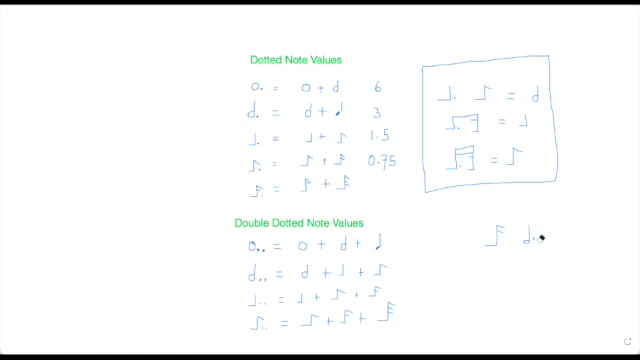 Dotted Note Values
𝅝. = 𝅝 + 𝅗𝅥 6
𝅗𝅥. = 𝅗𝅥 + 𝅘𝅥 3
𝅘𝅥. = 𝅘𝅥 + 𝅘𝅥𝅮 1.5
𝅘𝅥𝅮. = 𝅘𝅥𝅮 + 𝅘𝅥𝅯 0.75
𝅘𝅥𝅯. = 𝅘𝅥𝅯 + 𝅘𝅥𝅰
𝅘𝅥. 𝅘𝅥𝅮 = 𝅗𝅥
= 𝅘𝅥
= 𝅘𝅥𝅮
Double Dotted Note Values
𝅝.. = 𝅝 + 𝅗𝅥 + 𝅘𝅥
𝅗𝅥.. = 𝅗𝅥 + 𝅘𝅥 + 𝅘𝅥𝅮
𝅘𝅥.. = 𝅘𝅥 + 𝅘𝅥𝅮 + 𝅘𝅥𝅯
𝅘𝅥𝅮.. = 𝅘𝅥𝅮 + 𝅘𝅥𝅯 + 𝅘𝅥𝅰
𝅘𝅥𝅯 𝅗𝅥..